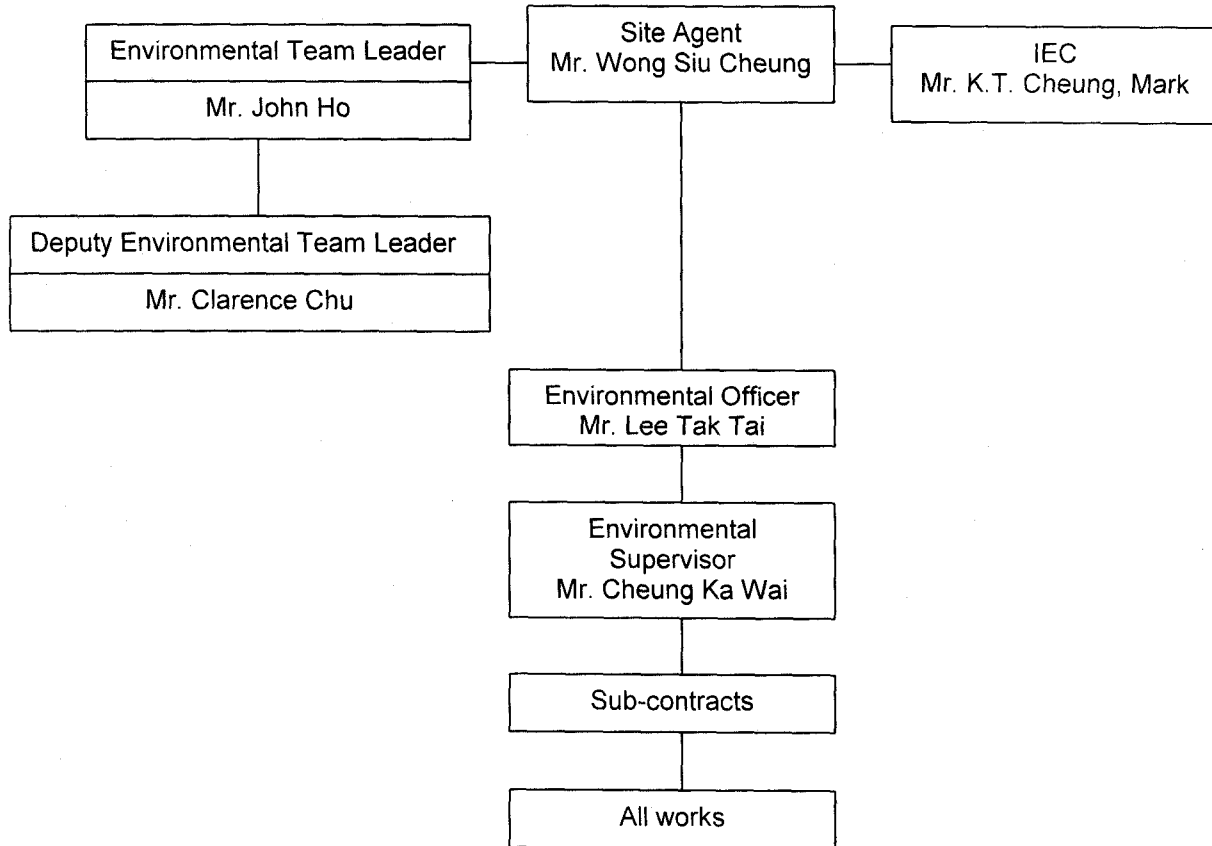 Environmental Team Leader
Mr. John Ho
Site Agent
Mr. Wong Siu Cheung
IEC
Mr. K.T. Cheung, Mark
Deputy Environmental Team Leader
Mr. Clarence Chu
Environmental Officer
Mr. Lee Tak Tai
Environmental
Supervisor
Mr. Cheung Ka Wai
Sub-contracts
All works